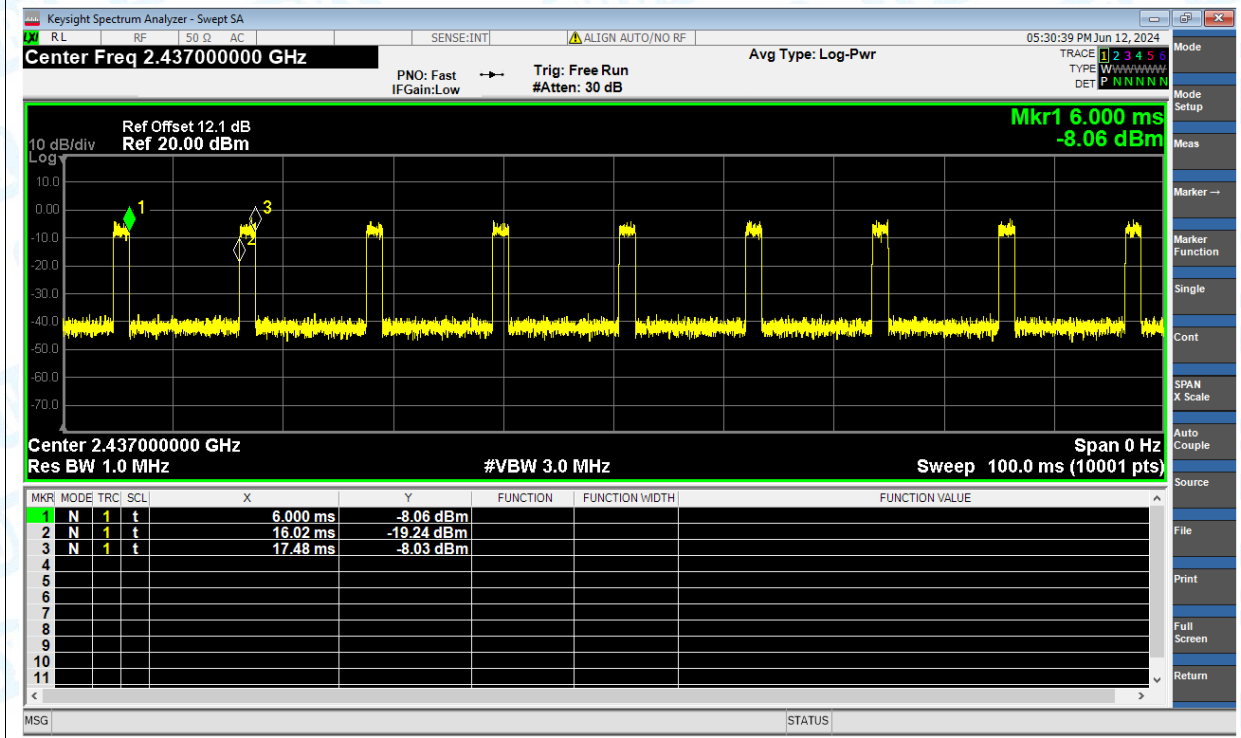 Keysight Spectrum Analyzer - Swept SA
LXI RL RF 50 Ω AC SENSE:INT ALIGN AUTO/NO RF 05:30:39 PM Jun 12, 2024
Center Freq 2.437000000 GHz
PNO: Fast
IFGain:Low
Trig: Free Run
#Atten: 30 dB
Avg Type: Log-Pwr
TRACE 1 2 3 4 5 6
TYPE WWWWWWW
DET P N N N N N
Mkr1 6.000 ms
-8.06 dBm
Ref Offset 12.1 dB
10 dB/div Ref 20.00 dBm
Log
10.0
0.00
-10.0
-20.0
-30.0
-40.0
-50.0
-60.0
-70.0
1
2
3
Center 2.437000000 GHz Span 0 Hz
Res BW 1.0 MHz #VBW 3.0 MHz Sweep 100.0 ms (10001 pts)
MKR MODE TRC SCL X Y FUNCTION FUNCTION WIDTH FUNCTION VALUE
1 N 1 t 6.000 ms -8.06 dBm
2 N 1 t 16.02 ms -19.24 dBm
3 N 1 t 17.48 ms -8.03 dBm
4
5
6
7
8
9
10
11
MSG STATUS
Mode
Mode
Setup
Meas
Marker →
Marker
Function
Single
Cont
SPAN
X Scale
Auto
Couple
Source
File
Print
Full
Screen
Return